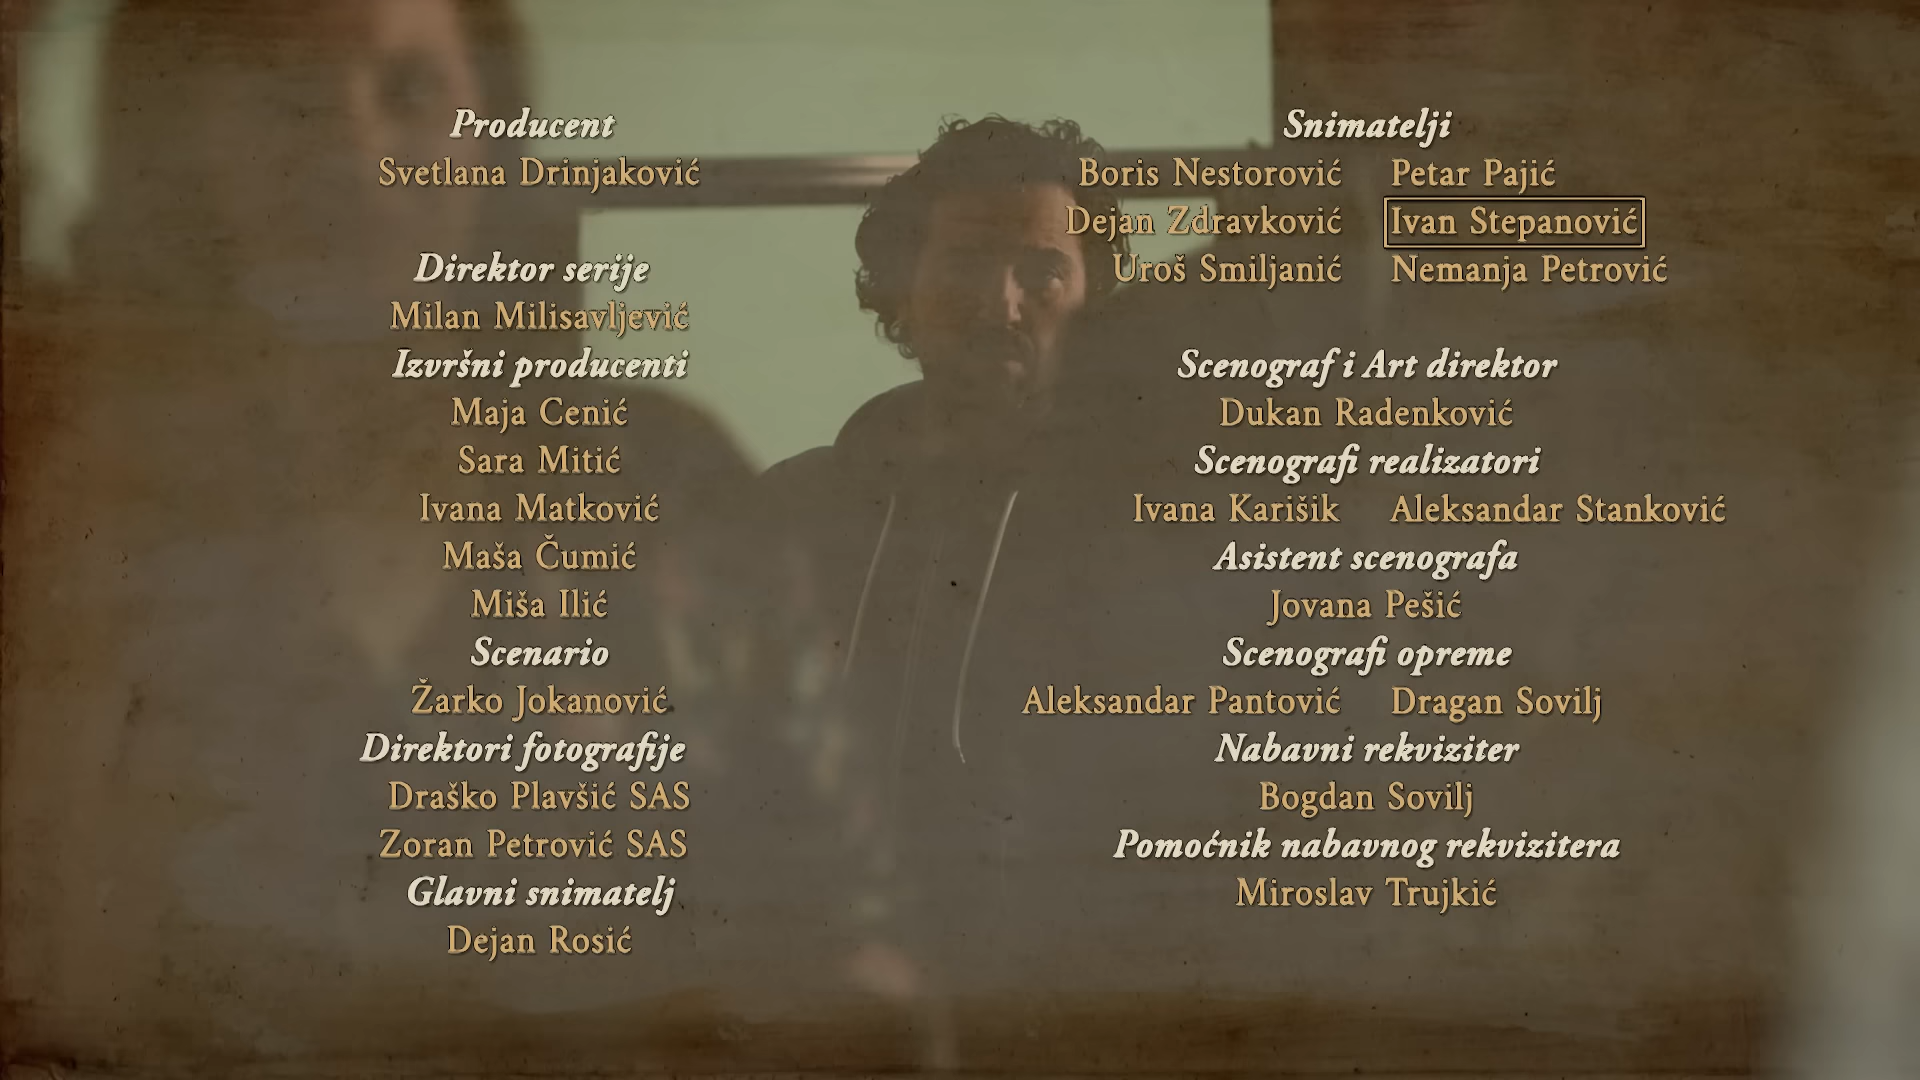 Producent
Svetlana Drinjaković
Direktor serije
Milan Milisavljević
Izvršni producenti
Maja Cenić
Sara Mitić
Ivana Matković
Maša Čumić
Miša Ilić
Scenario
Žarko Jokanović
Direktori fotografije
Draško Plavšić SAS
Zoran Petrović SAS
Glavni snimatelj
Dejan Rosić
Snimatelji
Boris Nestorović Petar Pajić
Dejan Zdravković Ivan Stepanović
Uroš Smiljanić Nemanja Petrović
Scenograf i Art direktor
Dukan Radenković
Scenografi realizatori
Ivana Karišik Aleksandar Stanković
Asistent scenografa
Jovana Pešić
Scenografi opreme
Aleksandar Pantović Dragan Sovilj
Nabavni rekviziter
Bogdan Sovilj
Pomoćnik nabavnog rekvizitera
Miroslav Trujkić